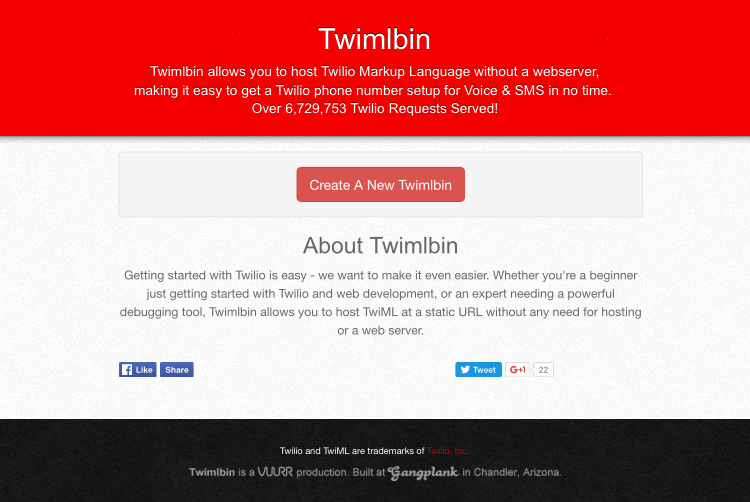 Twimlbin
Twimlbin allows you to host Twilio Markup Language without a webserver,
making it easy to get a Twilio phone number setup for Voice & SMS in no time.
Over 6,729,753 Twilio Requests Served!
Create A New Twimlbin
About Twimlbin
Getting started with Twilio is easy - we want to make it even easier. Whether you're a beginner
just getting started with Twilio and web development, or an expert needing a powerful
debugging tool, Twimlbin allows you to host TwiML at a static URL without any need for hosting
or a web server.
Like Share Tweet G+1 22
Twilio and TwiML are trademarks of Twilio, Inc.
Twimlbin is a VUURR production. Built at Gangplank in Chandler, Arizona.